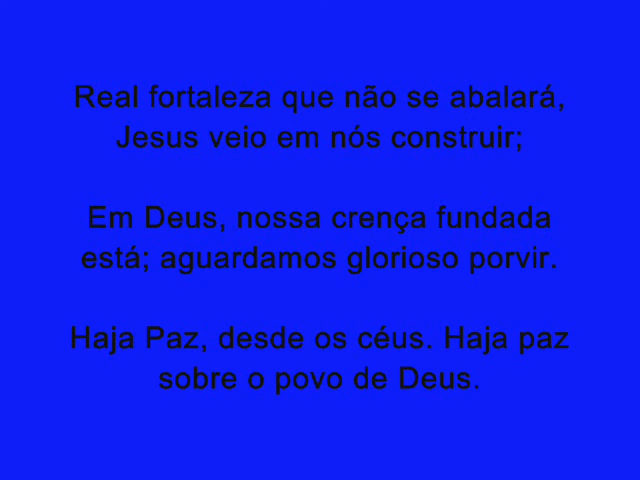 Real fortaleza que não se abalará,
Jesus veio em nós construir;
Em Deus, nossa crença fundada
está; aguardamos glorioso porvir.
Haja Paz, desde os céus. Haja paz
sobre o povo de Deus.